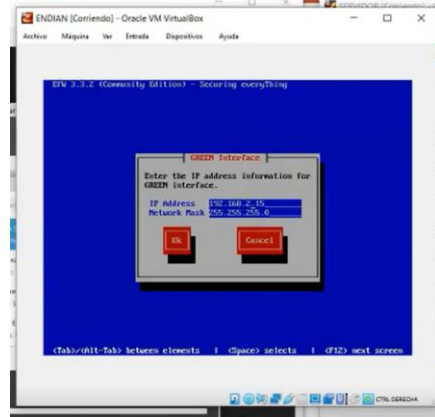 ENDIAN [Corriendo] - Oracle VM VirtualBox
Archivo Máquina Ver Entrada Dispositivos Ayuda
EFW 3.3.2 (Community Edition) - Securing everyThing
GREEN Interface
Enter the IP address information for
GREEN interface.
IP Address 192.168.2_15
Network Mask 255.255.255.0
Ok Cancel
<Tab>/<Alt-Tab> between elements | <Space> selects | <F12> next screen
CTRL DERECHA